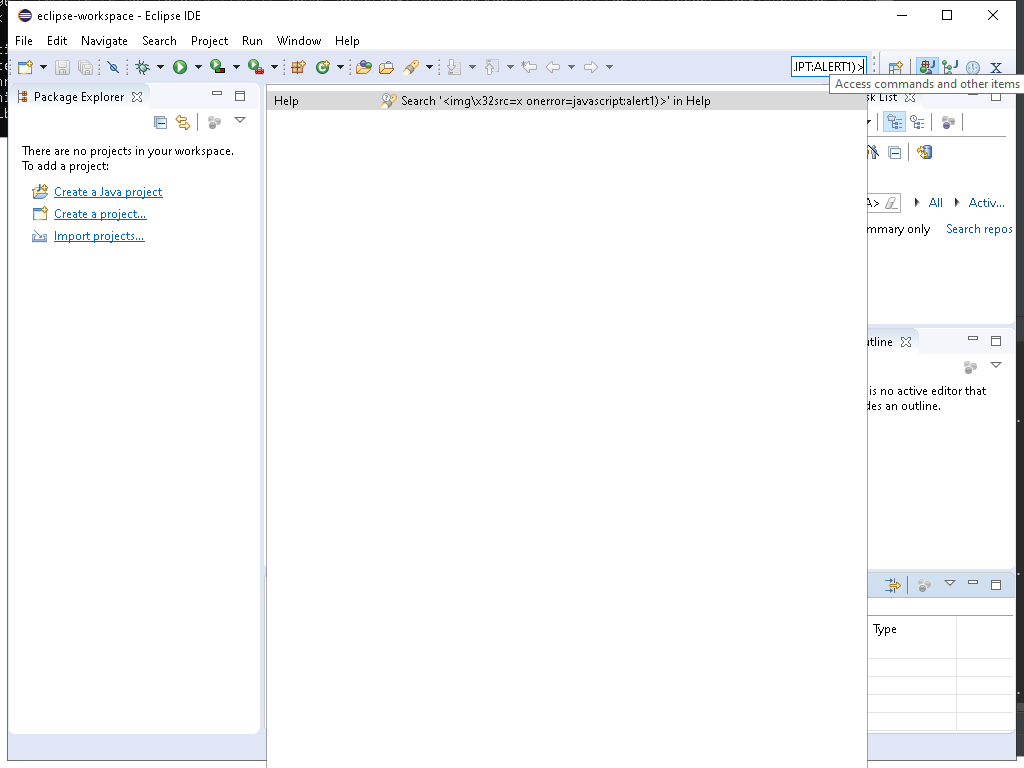 eclipse-workspace - Eclipse IDE
File Edit Navigate Search Project Run Window Help
IPT:ALERT1)>
Access commands and other items
Package Explorer
Help Search '<img\x32src=x onerror=javascript:alert1)>' in Help
sk List
There are no projects in your workspace.
To add a project:
Create a Java project
Create a project...
Import projects...
A> All Activ...
mmary only Search repos
utline
is no active editor that
des an outline.
Type